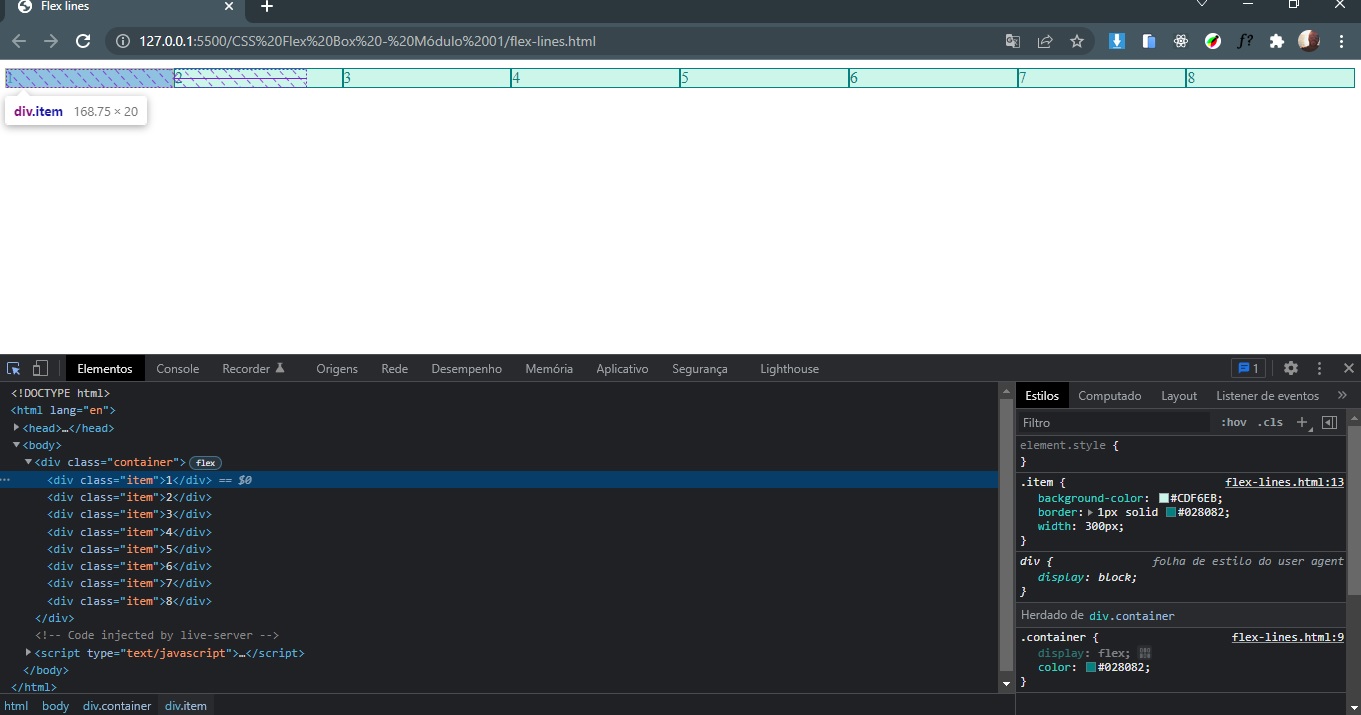 Flex lines
127.0.0.1:5500/CSS%20Flex%20Box%20-%20Módulo%2001/flex-lines.html
f?
1 2 3 4 5 6 7 8
div.item 168.75 × 20
Elementos Console Recorder Origens Rede Desempenho Memória Aplicativo Segurança Lighthouse 1
<!DOCTYPE html>
<html lang="en">
<head>…</head>
<body>
<div class="container"> flex
<div class="item">1</div> == $0
<div class="item">2</div>
<div class="item">3</div>
<div class="item">4</div>
<div class="item">5</div>
<div class="item">6</div>
<div class="item">7</div>
<div class="item">8</div>
</div>
<!-- Code injected by live-server -->
<script type="text/javascript">…</script>
</body>
</html>
html body div.container div.item
Estilos Computado Layout Listener de eventos »
Filtro :hov .cls +
element.style {
}
.item { flex-lines.html:13
background-color: #CDF6EB;
border: 1px solid #028082;
width: 300px;
}
div { folha de estilo do user agent
display: block;
}
Herdado de div.container
.container { flex-lines.html:9
display: flex;
color: #028082;
}